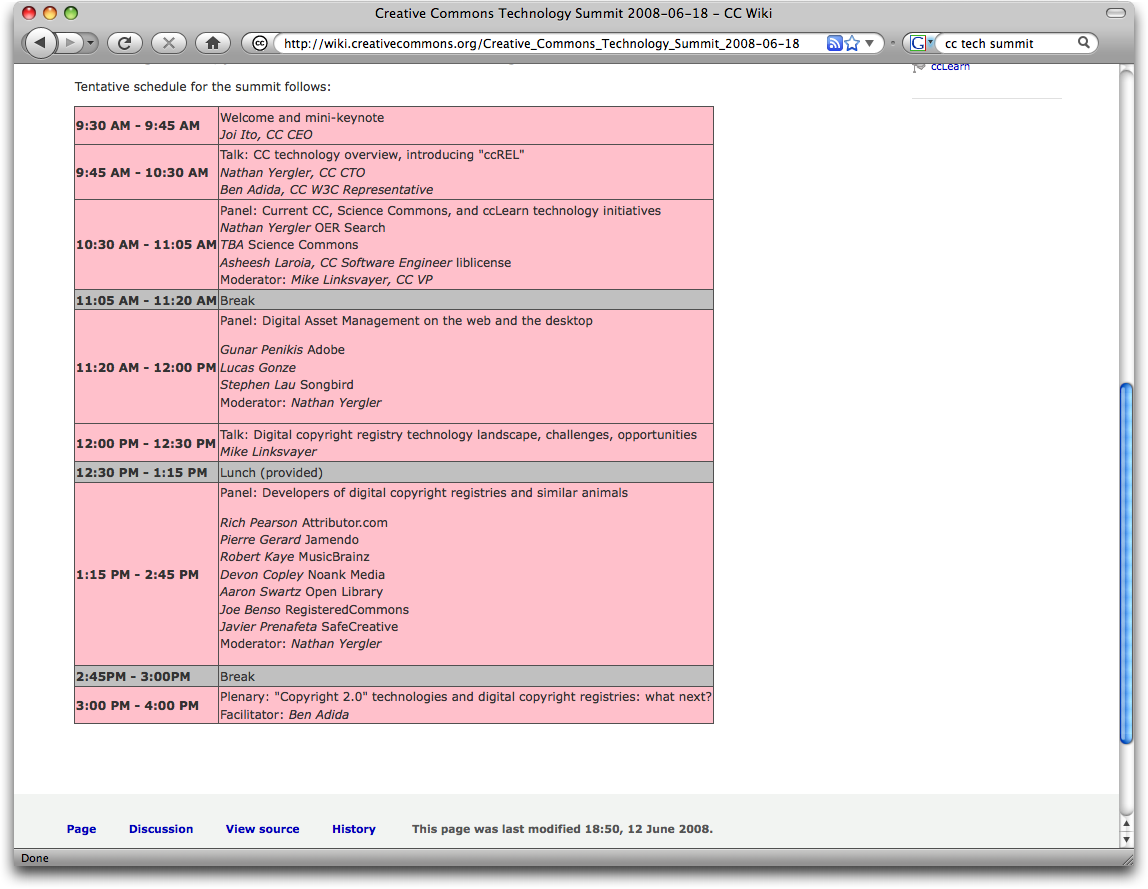 Creative Commons Technology Summit 2008-06-18 – CC Wiki
cc http://wiki.creativecommons.org/Creative_Commons_Technology_Summit_2008-06-18 G cc tech summit
ccLearn
Tentative schedule for the summit follows:
9:30 AM - 9:45 AM
Welcome and mini-keynote
Joi Ito, CC CEO
9:45 AM - 10:30 AM
Talk: CC technology overview, introducing "ccREL"
Nathan Yergler, CC CTO
Ben Adida, CC W3C Representative
10:30 AM - 11:05 AM
Panel: Current CC, Science Commons, and ccLearn technology initiatives
Nathan Yergler OER Search
TBA Science Commons
Asheesh Laroia, CC Software Engineer liblicense
Moderator: Mike Linksvayer, CC VP
11:05 AM - 11:20 AM Break
11:20 AM - 12:00 PM
Panel: Digital Asset Management on the web and the desktop
Gunar Penikis Adobe
Lucas Gonze
Stephen Lau Songbird
Moderator: Nathan Yergler
12:00 PM - 12:30 PM
Talk: Digital copyright registry technology landscape, challenges, opportunities
Mike Linksvayer
12:30 PM - 1:15 PM Lunch (provided)
1:15 PM - 2:45 PM
Panel: Developers of digital copyright registries and similar animals
Rich Pearson Attributor.com
Pierre Gerard Jamendo
Robert Kaye MusicBrainz
Devon Copley Noank Media
Aaron Swartz Open Library
Joe Benso RegisteredCommons
Javier Prenafeta SafeCreative
Moderator: Nathan Yergler
2:45PM - 3:00PM Break
3:00 PM - 4:00 PM
Plenary: "Copyright 2.0" technologies and digital copyright registries: what next?
Facilitator: Ben Adida
Page Discussion View source History This page was last modified 18:50, 12 June 2008.
Done